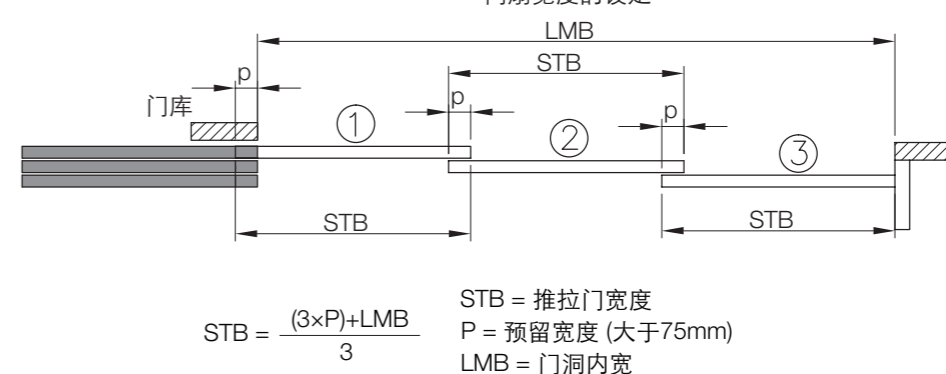 LMB
STB
p
门库
p
p
①
②
③
STB
STB
STB = (3×P)+LMB
3
STB = 推拉门宽度
P = 预留宽度 (大于75mm)
LMB = 门洞内宽